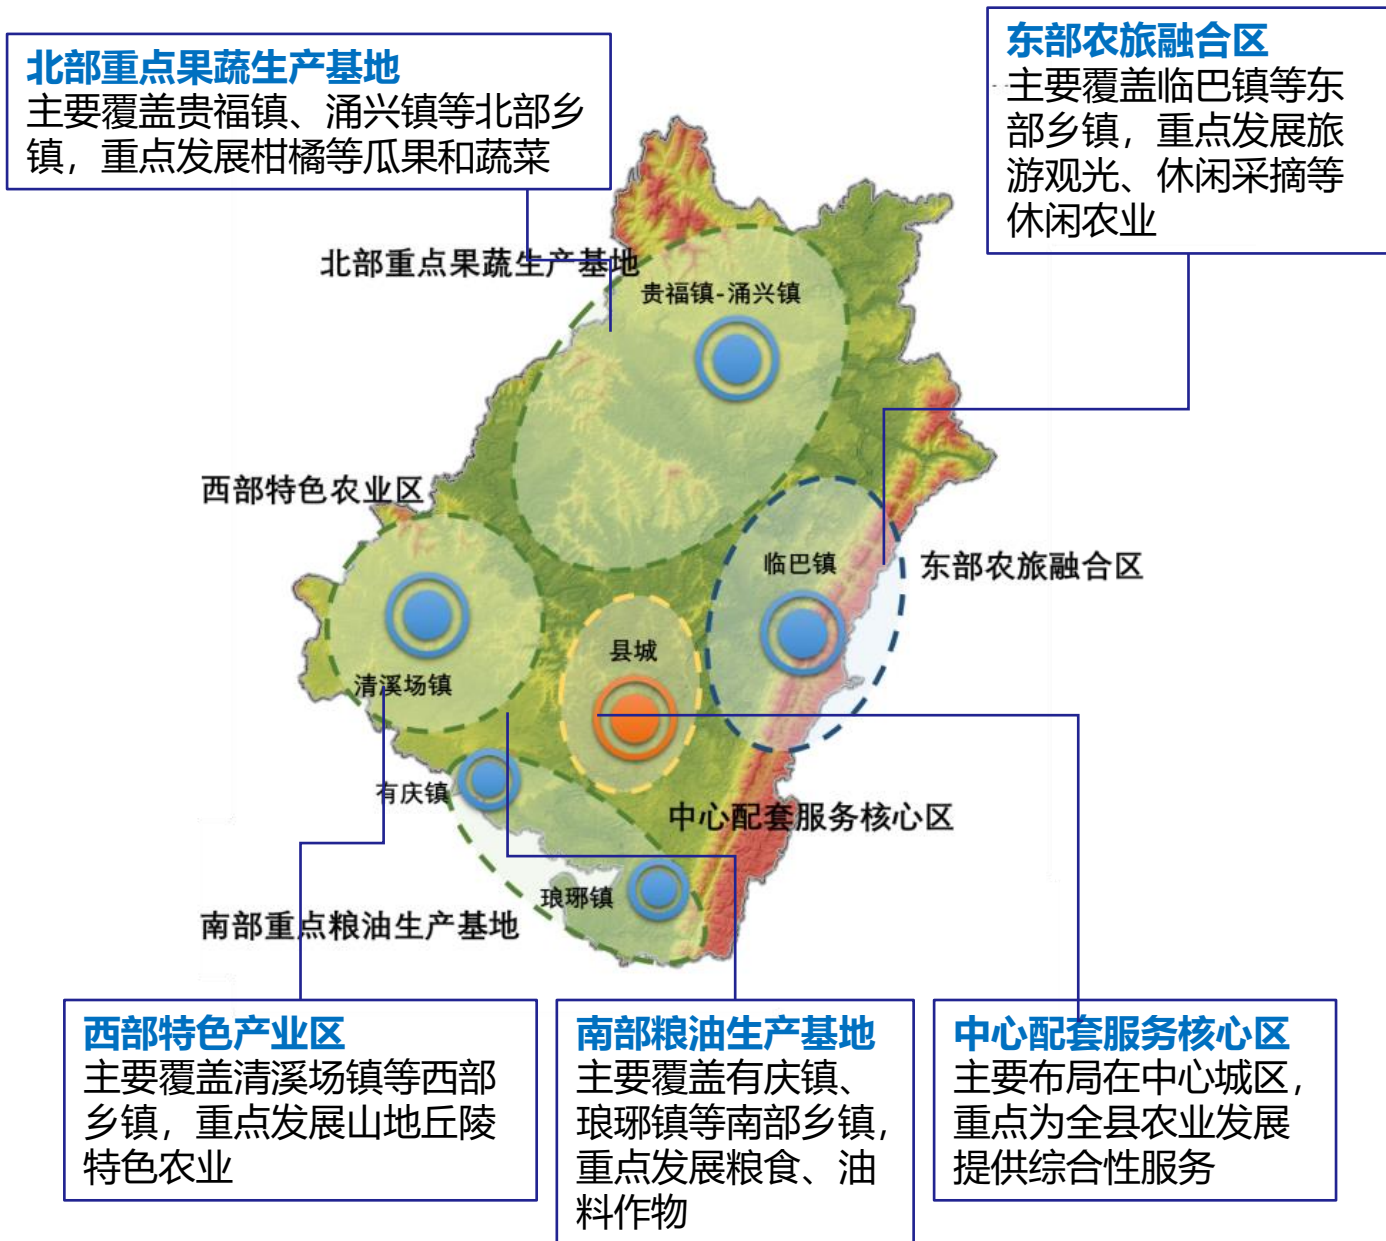 北部重点果蔬生产基地
主要覆盖贵福镇、涌兴镇等北部乡
镇，重点发展柑橘等瓜果和蔬菜
东部农旅融合区
主要覆盖临巴镇等东
部乡镇，重点发展旅
游观光、休闲采摘等
休闲农业
北部重点果蔬生产基地
贵福镇-涌兴镇
西部特色农业区
临巴镇
东部农旅融合区
县城
清溪场镇
有庆镇
中心配套服务核心区
琅琊镇
南部重点粮油生产基地
西部特色产业区
主要覆盖清溪场镇等西部
乡镇，重点发展山地丘陵
特色农业
南部粮油生产基地
主要覆盖有庆镇、
琅琊镇等南部乡镇，
重点发展粮食、油
料作物
中心配套服务核心区
主要布局在中心城区，
重点为全县农业发展
提供综合性服务